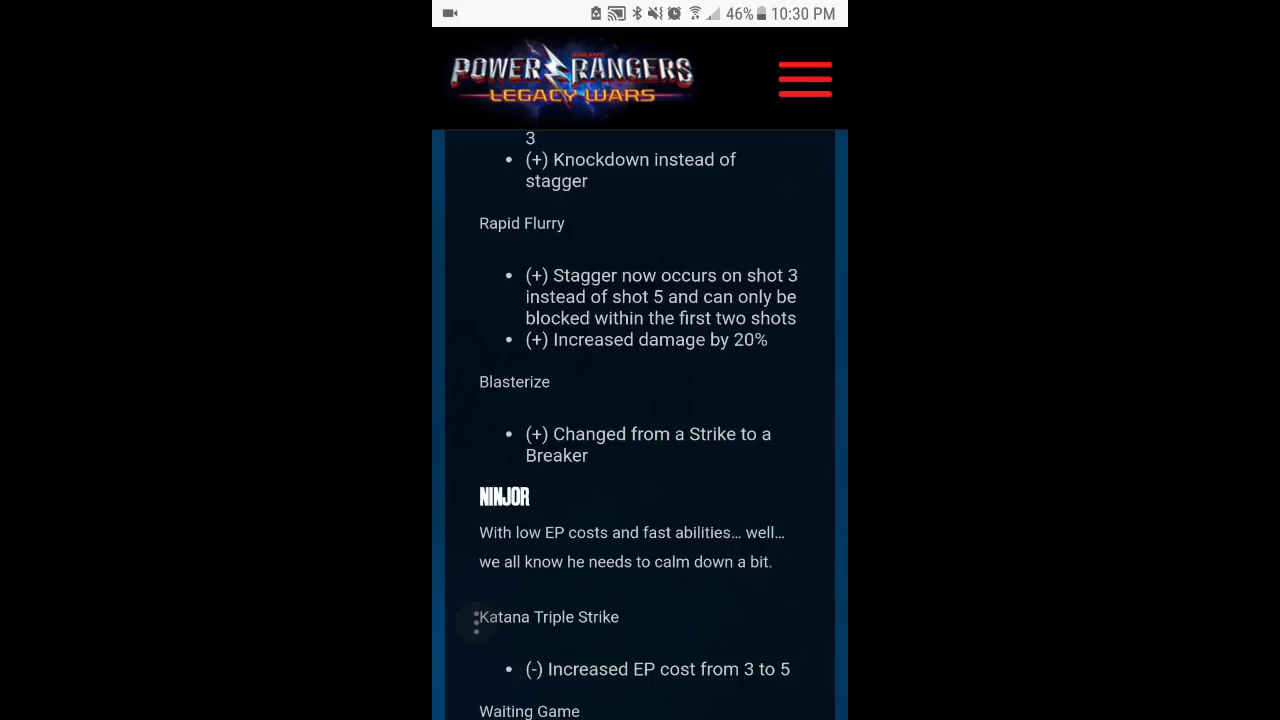 46% 10:30 PM
POWER RANGERS
LEGACY WARS
3
• (+) Knockdown instead of
stagger
Rapid Flurry
• (+) Stagger now occurs on shot 3
instead of shot 5 and can only be
blocked within the first two shots
• (+) Increased damage by 20%
Blasterize
• (+) Changed from a Strike to a
Breaker
NINJOR
With low EP costs and fast abilities... well...
we all know he needs to calm down a bit.
Katana Triple Strike
• (-) Increased EP cost from 3 to 5
Waiting Game